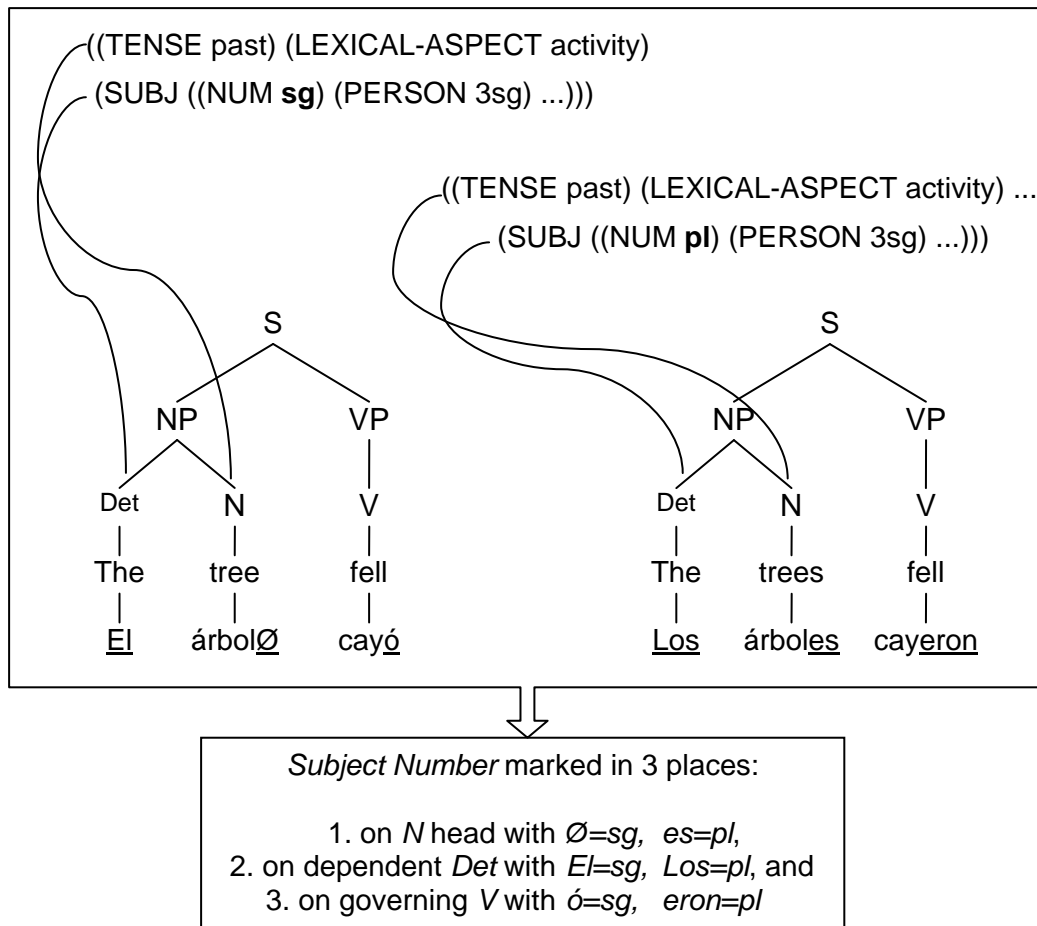 ((TENSE past) (LEXICAL-ASPECT activity)
(SUBJ ((NUM sg) (PERSON 3sg) ...)))
((TENSE past) (LEXICAL-ASPECT activity) ...
(SUBJ ((NUM pl) (PERSON 3sg) ...)))
S
NP VP
Det N V
The tree fell
El árbolØ cayó
S
NP VP
Det N V
The trees fell
Los árboles cayeron
Subject Number marked in 3 places:
1. on N head with Ø=sg, es=pl,
2. on dependent Det with El=sg, Los=pl, and
3. on governing V with ó=sg, eron=pl